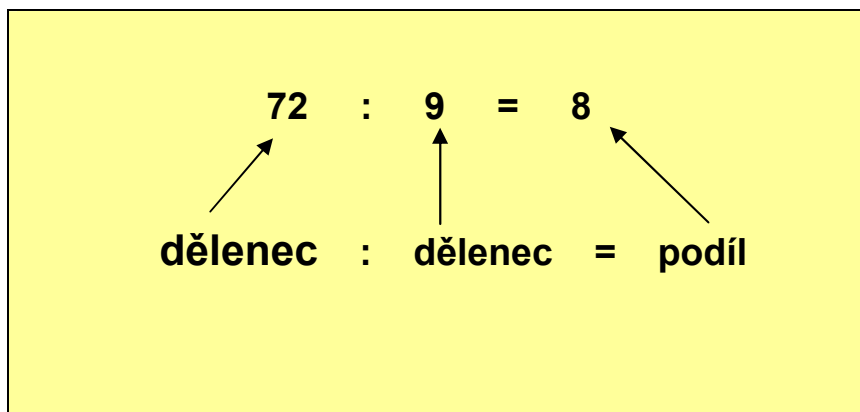 72 : 9 = 8
dělenec : dělenec = podíl